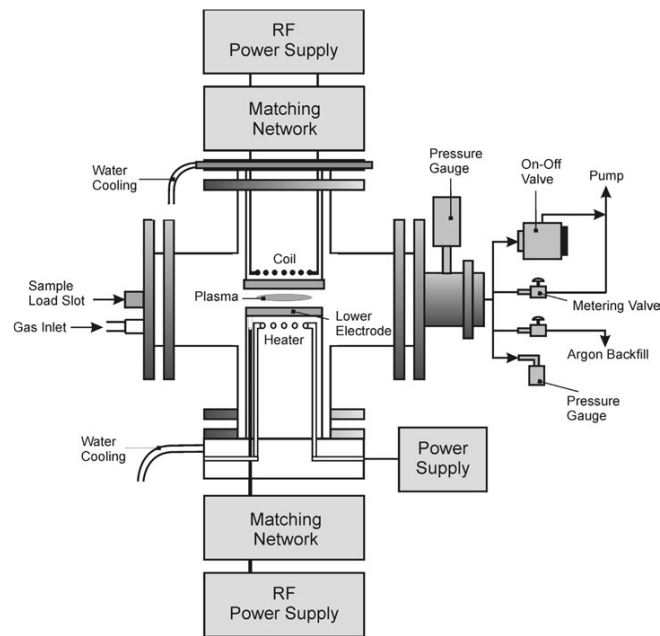 RF
Power Supply
Matching
Network
Water
Cooling
Pressure
Gauge
On-Off
Valve
Pump
Coil
Sample
Load Slot
Plasma
Metering Valve
Gas Inlet
Lower
Electrode
Heater
Argon Backfill
Pressure
Gauge
Water
Cooling
Power
Supply
Matching
Network
RF
Power Supply